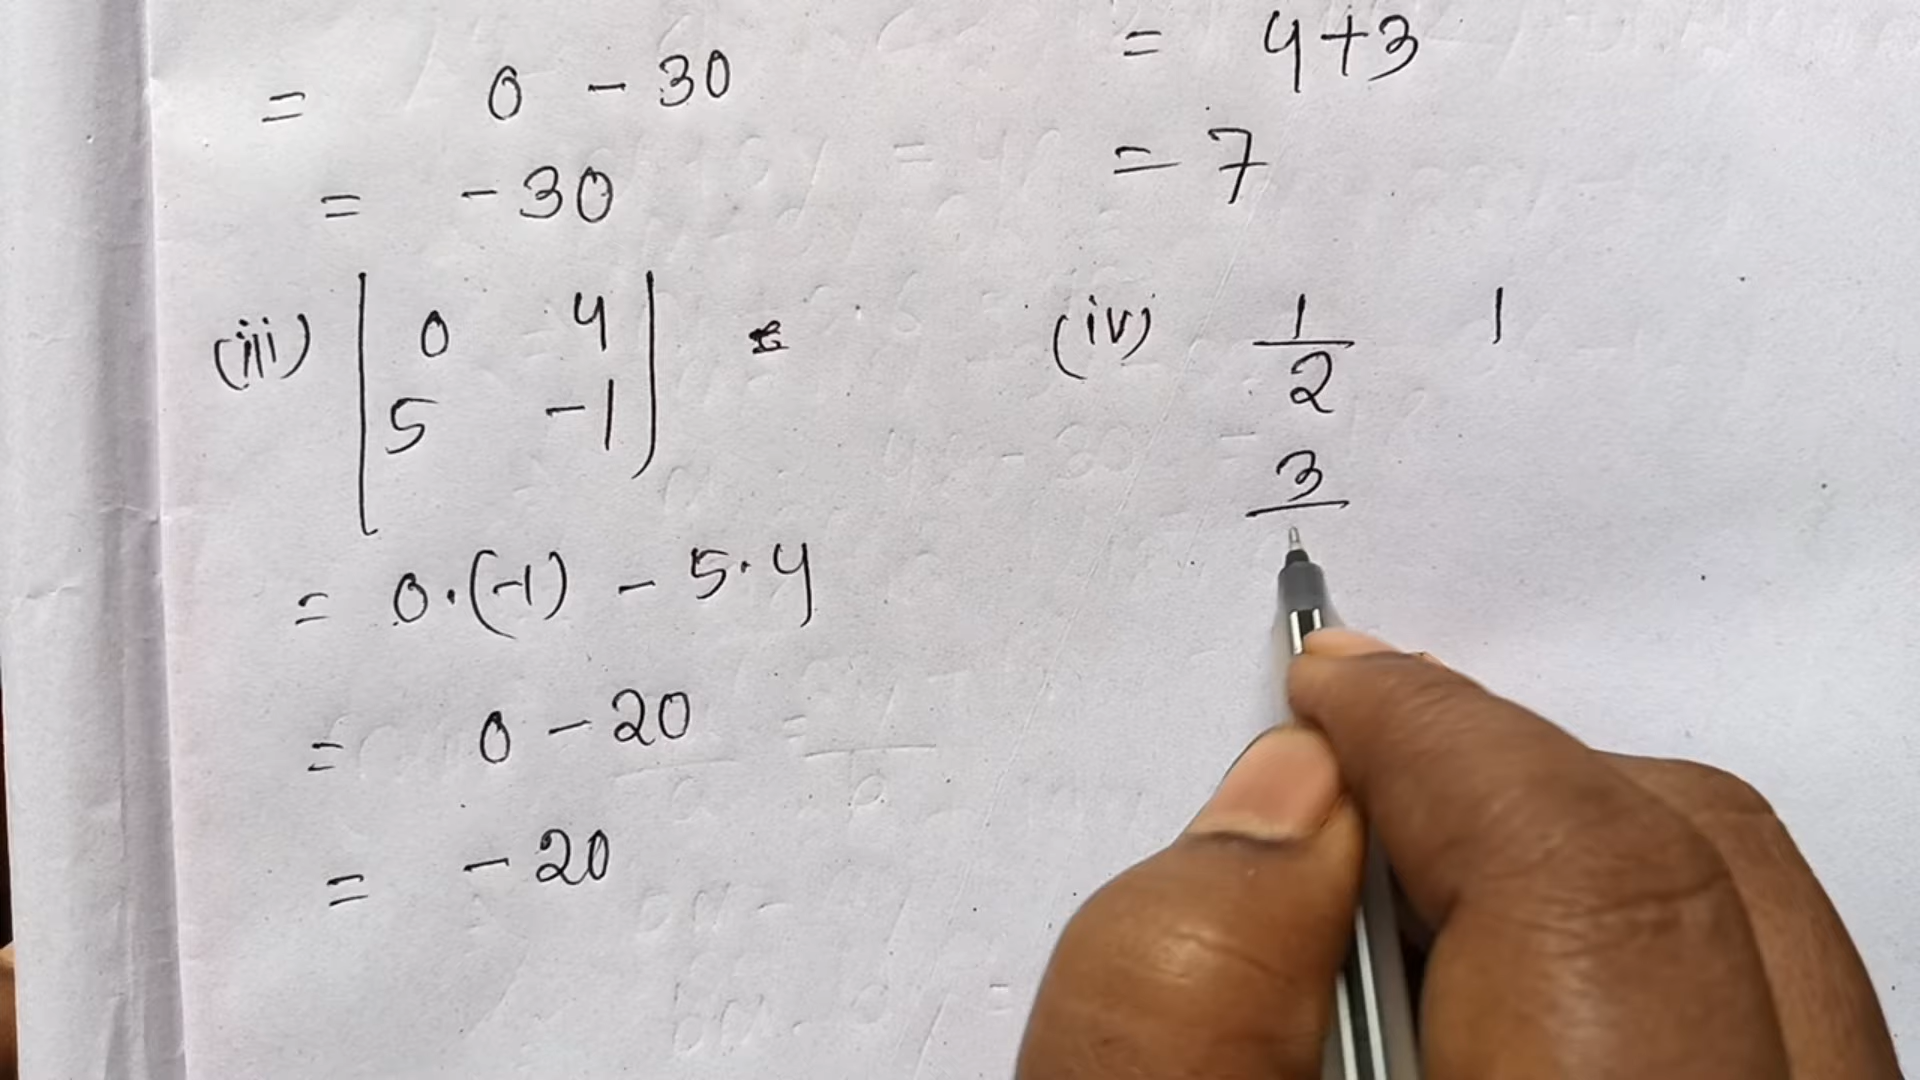 = 0 - 30
= -30
(iii) | 0 4 |
| 5 -1 |
= 0.(-1) - 5.4
= 0 - 20
= -20
= 4+3
= 7
(iv) 1/2 1
3/